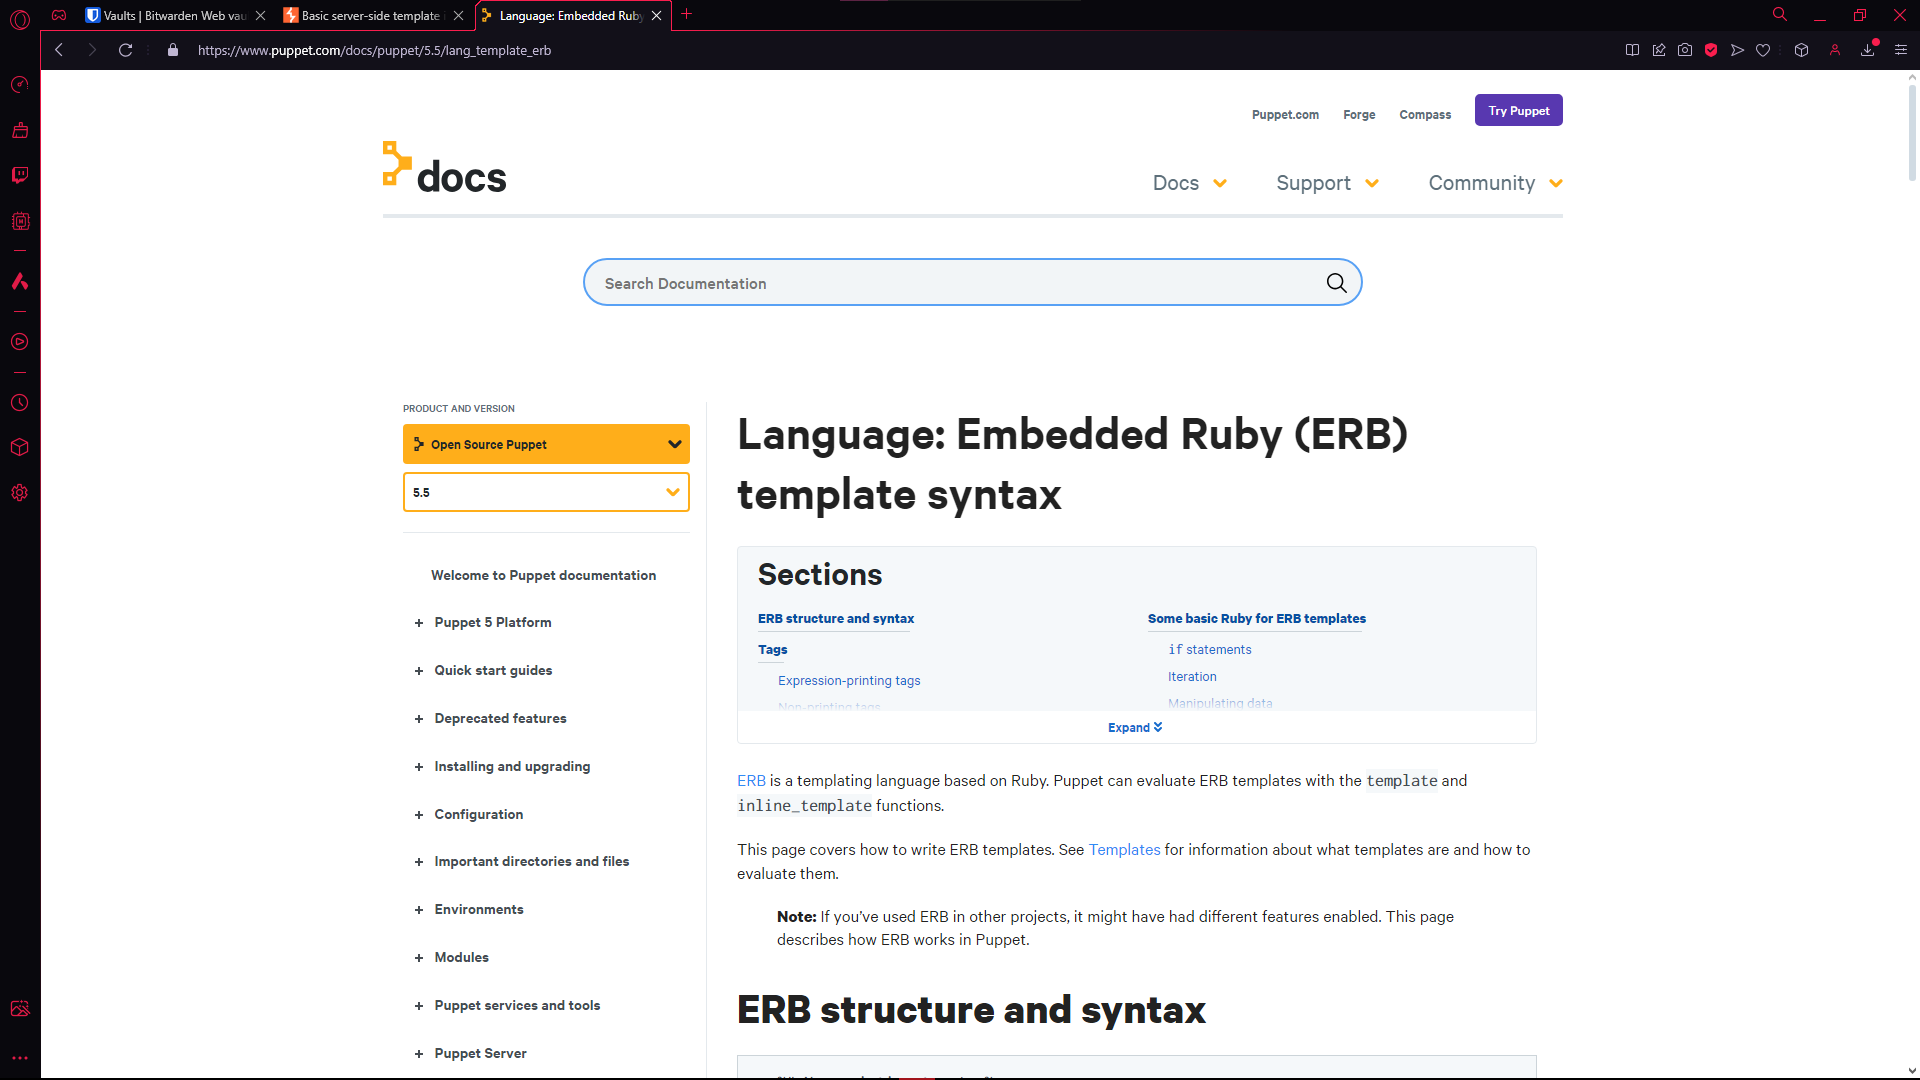 Vaults | Bitwarden Web vau
Basic server-side template
Language: Embedded Ruby
https://www.puppet.com/docs/puppet/5.5/lang_template_erb
Puppet.com
Forge
Compass
Try Puppet
docs
Docs
Support
Community
Search Documentation
PRODUCT AND VERSION
Open Source Puppet
5.5
Welcome to Puppet documentation
+ Puppet 5 Platform
+ Quick start guides
+ Deprecated features
+ Installing and upgrading
+ Configuration
+ Important directories and files
+ Environments
+ Modules
+ Puppet services and tools
+ Puppet Server
Language: Embedded Ruby (ERB)
template syntax
Sections
ERB structure and syntax
Tags
Expression-printing tags
Non-printing tags
Some basic Ruby for ERB templates
if statements
Iteration
Manipulating data
Expand
ERB is a templating language based on Ruby. Puppet can evaluate ERB templates with the template and
inline_template functions.
This page covers how to write ERB templates. See Templates for information about what templates are and how to
evaluate them.
Note: If you’ve used ERB in other projects, it might have had different features enabled. This page
describes how ERB works in Puppet.
ERB structure and syntax